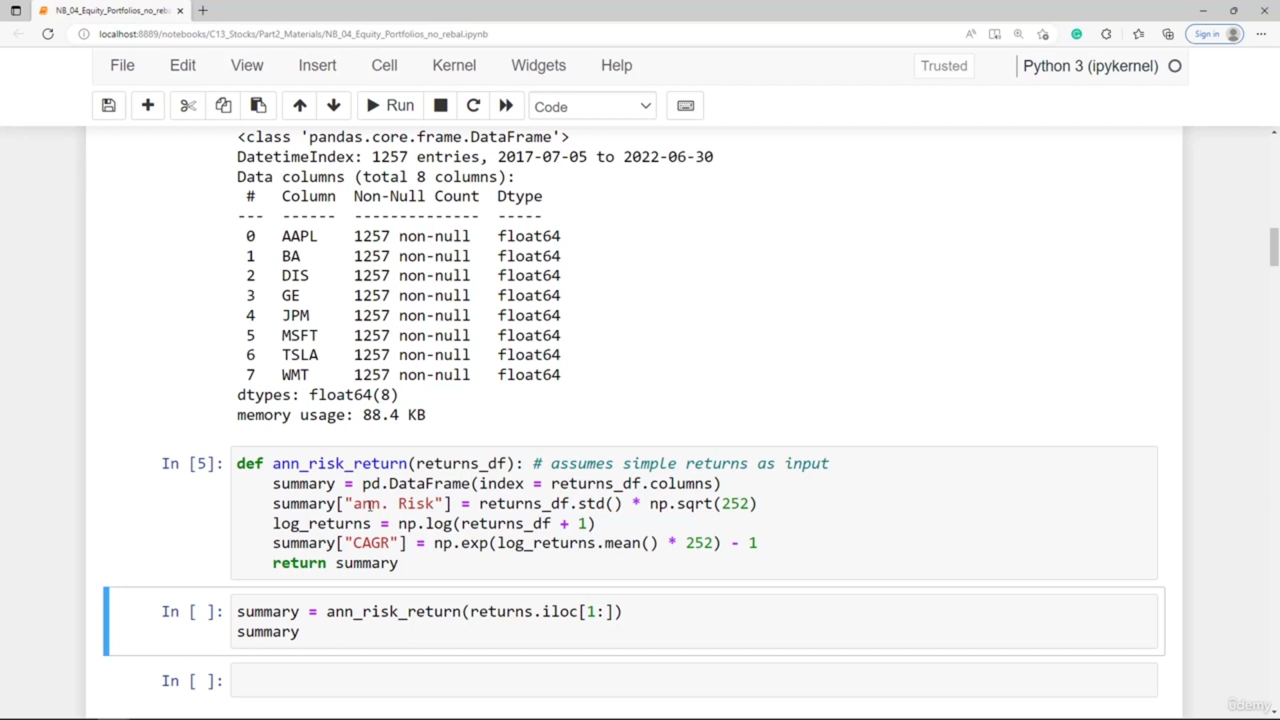 NB_04_Equity_Portfolios_no_reb
localhost:8889/notebooks/C13_Stocks/Part2_Materials/NB_04_Equity_Portfolios_no_rebal.ipynb
Sign in
File Edit View Insert Cell Kernel Widgets Help Trusted Python 3 (ipykernel)
Run Code
<class 'pandas.core.frame.DataFrame'>
DatetimeIndex: 1257 entries, 2017-07-05 to 2022-06-30
Data columns (total 8 columns):
# Column Non-Null Count Dtype
--- ------ -------------- -----
0 AAPL 1257 non-null float64
1 BA 1257 non-null float64
2 DIS 1257 non-null float64
3 GE 1257 non-null float64
4 JPM 1257 non-null float64
5 MSFT 1257 non-null float64
6 TSLA 1257 non-null float64
7 WMT 1257 non-null float64
dtypes: float64(8)
memory usage: 88.4 KB
In [5]: def ann_risk_return(returns_df): # assumes simple returns as input
summary = pd.DataFrame(index = returns_df.columns)
summary["ann. Risk"] = returns_df.std() * np.sqrt(252)
log_returns = np.log(returns_df + 1)
summary["CAGR"] = np.exp(log_returns.mean() * 252) - 1
return summary
In [ ]: summary = ann_risk_return(returns.iloc[1:])
summary
In [ ]:
Udemy